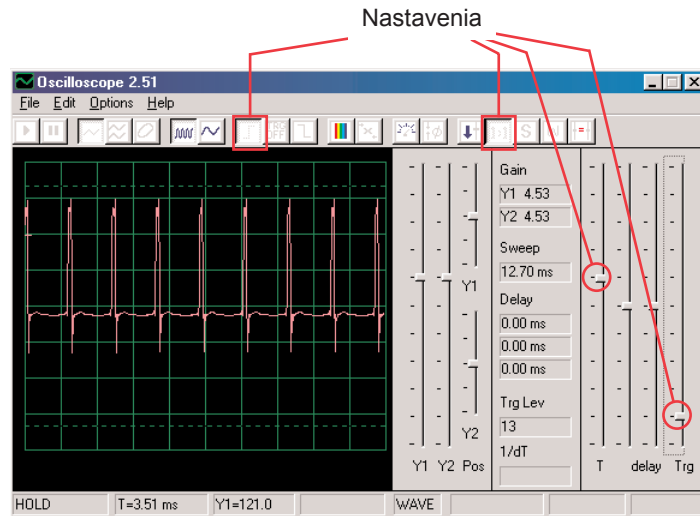 Nastavenia
Oscilloscope 2.51
File Edit Options Help
Gain
Y1 4.53
Y2 4.53
Sweep
12.70 ms
Delay
0.00 ms
0.00 ms
0.00 ms
Trg Lev
13
1/dT
Y1
Y2
Y1 Y2 Pos
T delay Trg
HOLD T=3.51 ms Y1=121.0 WAVE